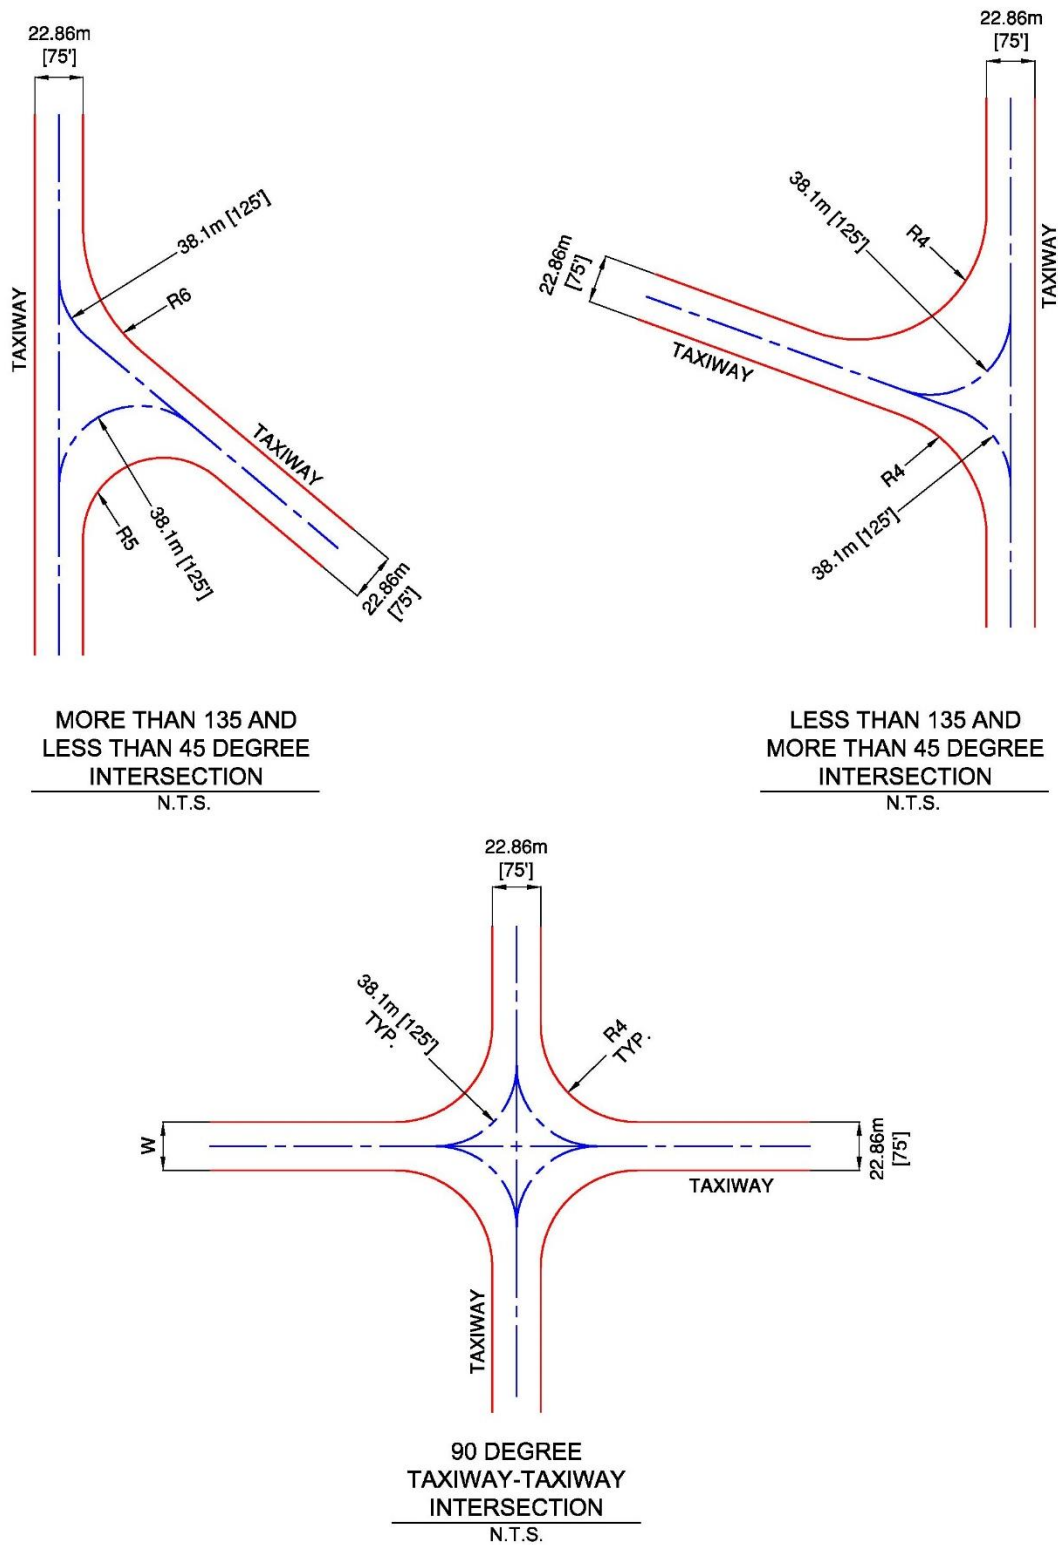 22.86m
[75']
TAXIWAY
38.1m [125']
R6
TAXIWAY
R5
38.1m [125']
22.86m
[75']
MORE THAN 135 AND
LESS THAN 45 DEGREE
INTERSECTION
N.T.S.
22.86m
[75']
38.1m [125']
R4
TAXIWAY
22.86m
[75']
TAXIWAY
R4
38.1m [125']
LESS THAN 135 AND
MORE THAN 45 DEGREE
INTERSECTION
N.T.S.
22.86m
[75']
38.1m [125']
TYP.
R4
TYP.
W
22.86m
[75']
TAXIWAY
TAXIWAY
90 DEGREE
TAXIWAY-TAXIWAY
INTERSECTION
N.T.S.